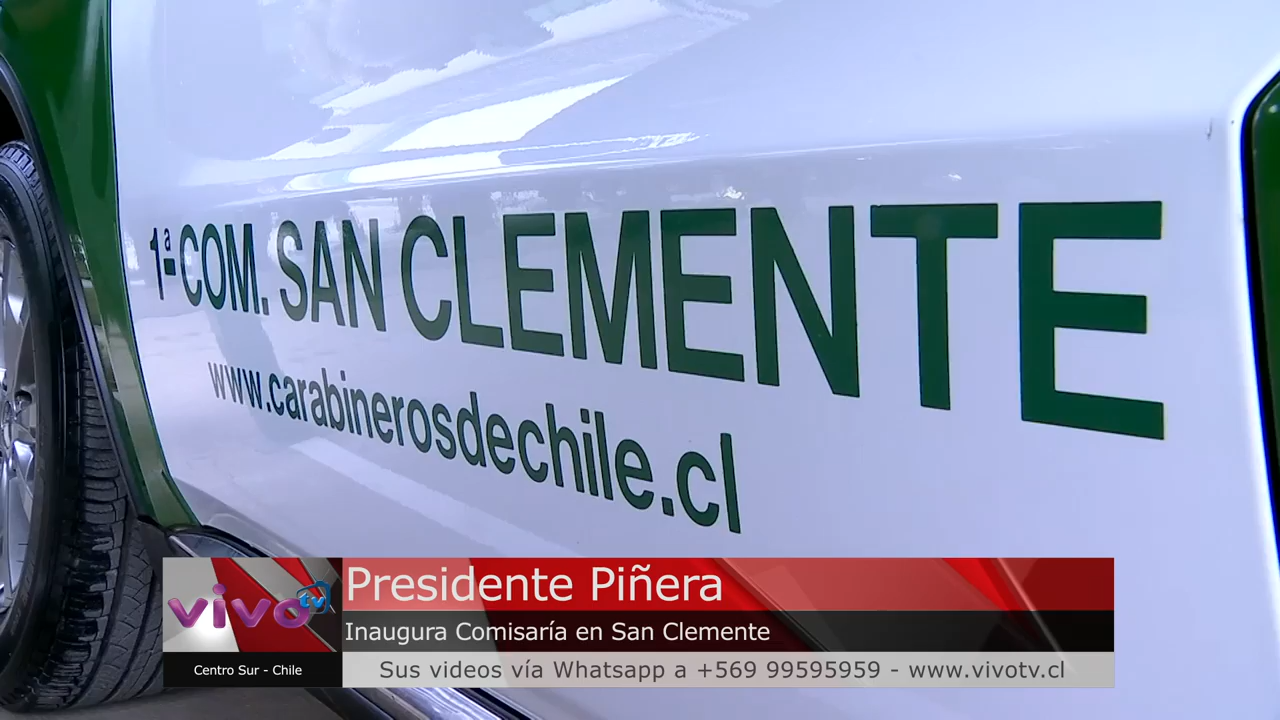 1ª COM. SAN CLEMENTE
www.carabinerosdechile.cl
Presidente Piñera
vivo tv
Inaugura Comisaría en San Clemente
Centro Sur - Chile
Sus videos vía Whatsapp a +569 99595959 - www.vivotv.cl